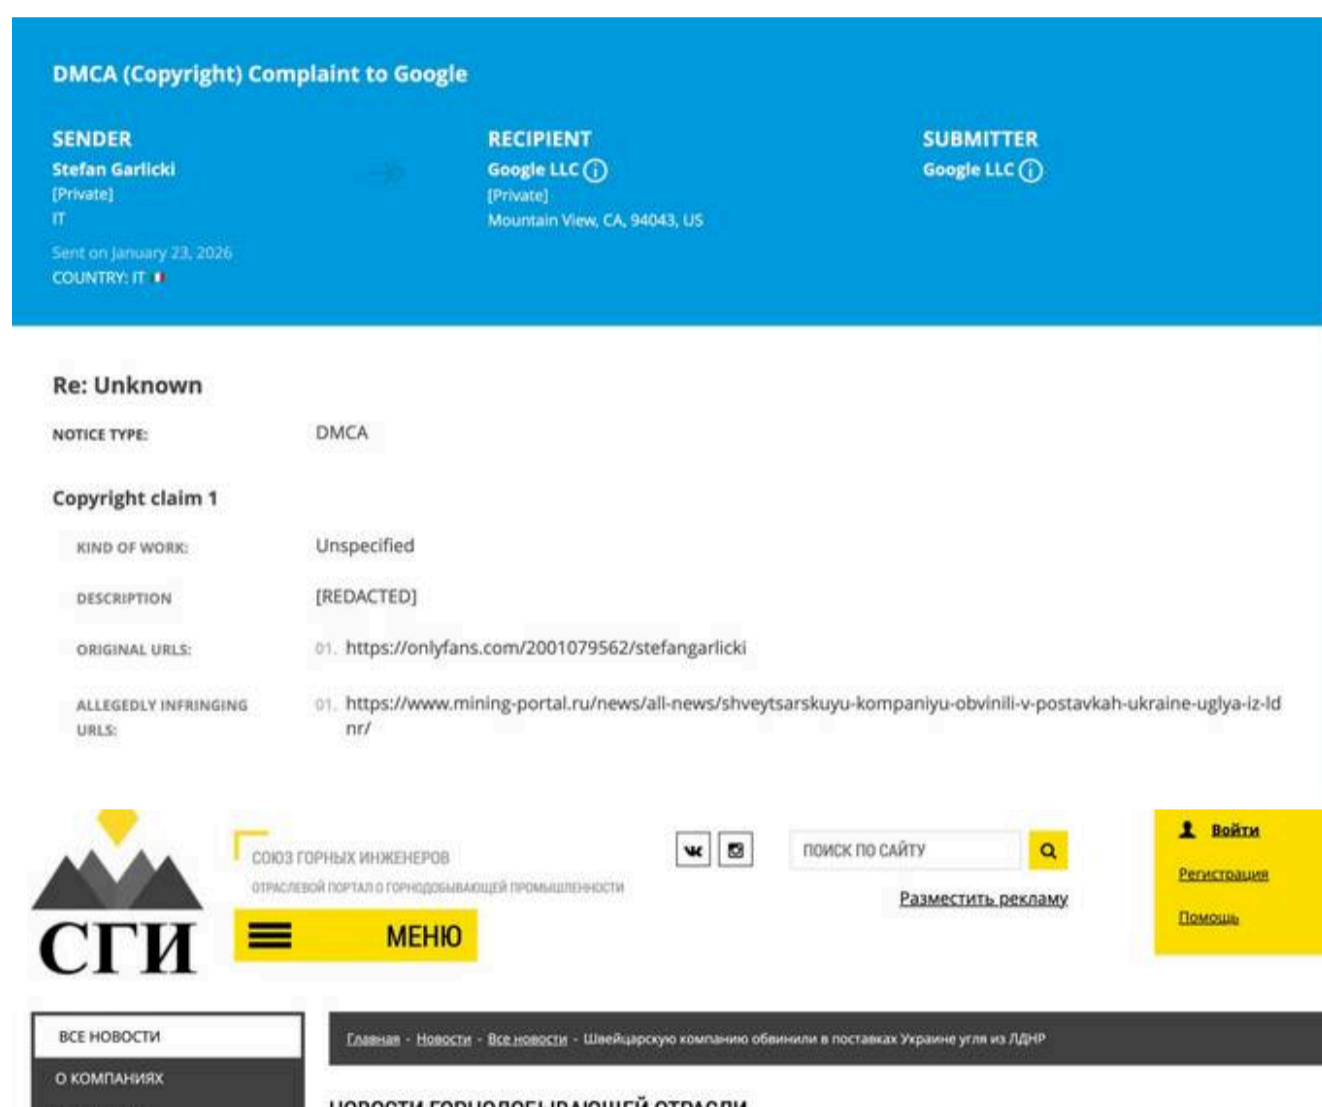 DMCA (Copyright) Complaint to Google
SENDER
Stefan Garlicki
[Private]
IT
Sent on January 23, 2026
COUNTRY: IT
RECIPIENT
Google LLC
[Private]
Mountain View, CA, 94043, US
SUBMITTER
Google LLC
Re: Unknown
NOTICE TYPE: DMCA
Copyright claim 1
KIND OF WORK: Unspecified
DESCRIPTION [REDACTED]
ORIGINAL URLS: 01. https://onlyfans.com/2001079562/stefangarlicki
ALLEGEDLY INFRINGING URLS: 01. https://www.mining-portal.ru/news/all-news/shveytsarskuyu-kompaniyu-obvinili-v-postavkah-ukraine-uglya-iz-ld
nr/
СГИ
СОЮЗ ГОРНЫХ ИНЖЕНЕРОВ
ОТРАСЛЕВОЙ ПОРТАЛ О ГОРНОДОБЫВАЮЩЕЙ ПРОМЫШЛЕННОСТИ
МЕНЮ
ПОИСК ПО САЙТУ
Разместить рекламу
Войти
Регистрация
Помощь
ВСЕ НОВОСТИ
О КОМПАНИЯХ
Главная - Новости - Все новости - Швейцарскую компанию обвинили в поставках Украине угля из ЛДНР
НОВОСТИ ГОРНОДОБЫВАЮЩЕЙ ОТРАСЛИ